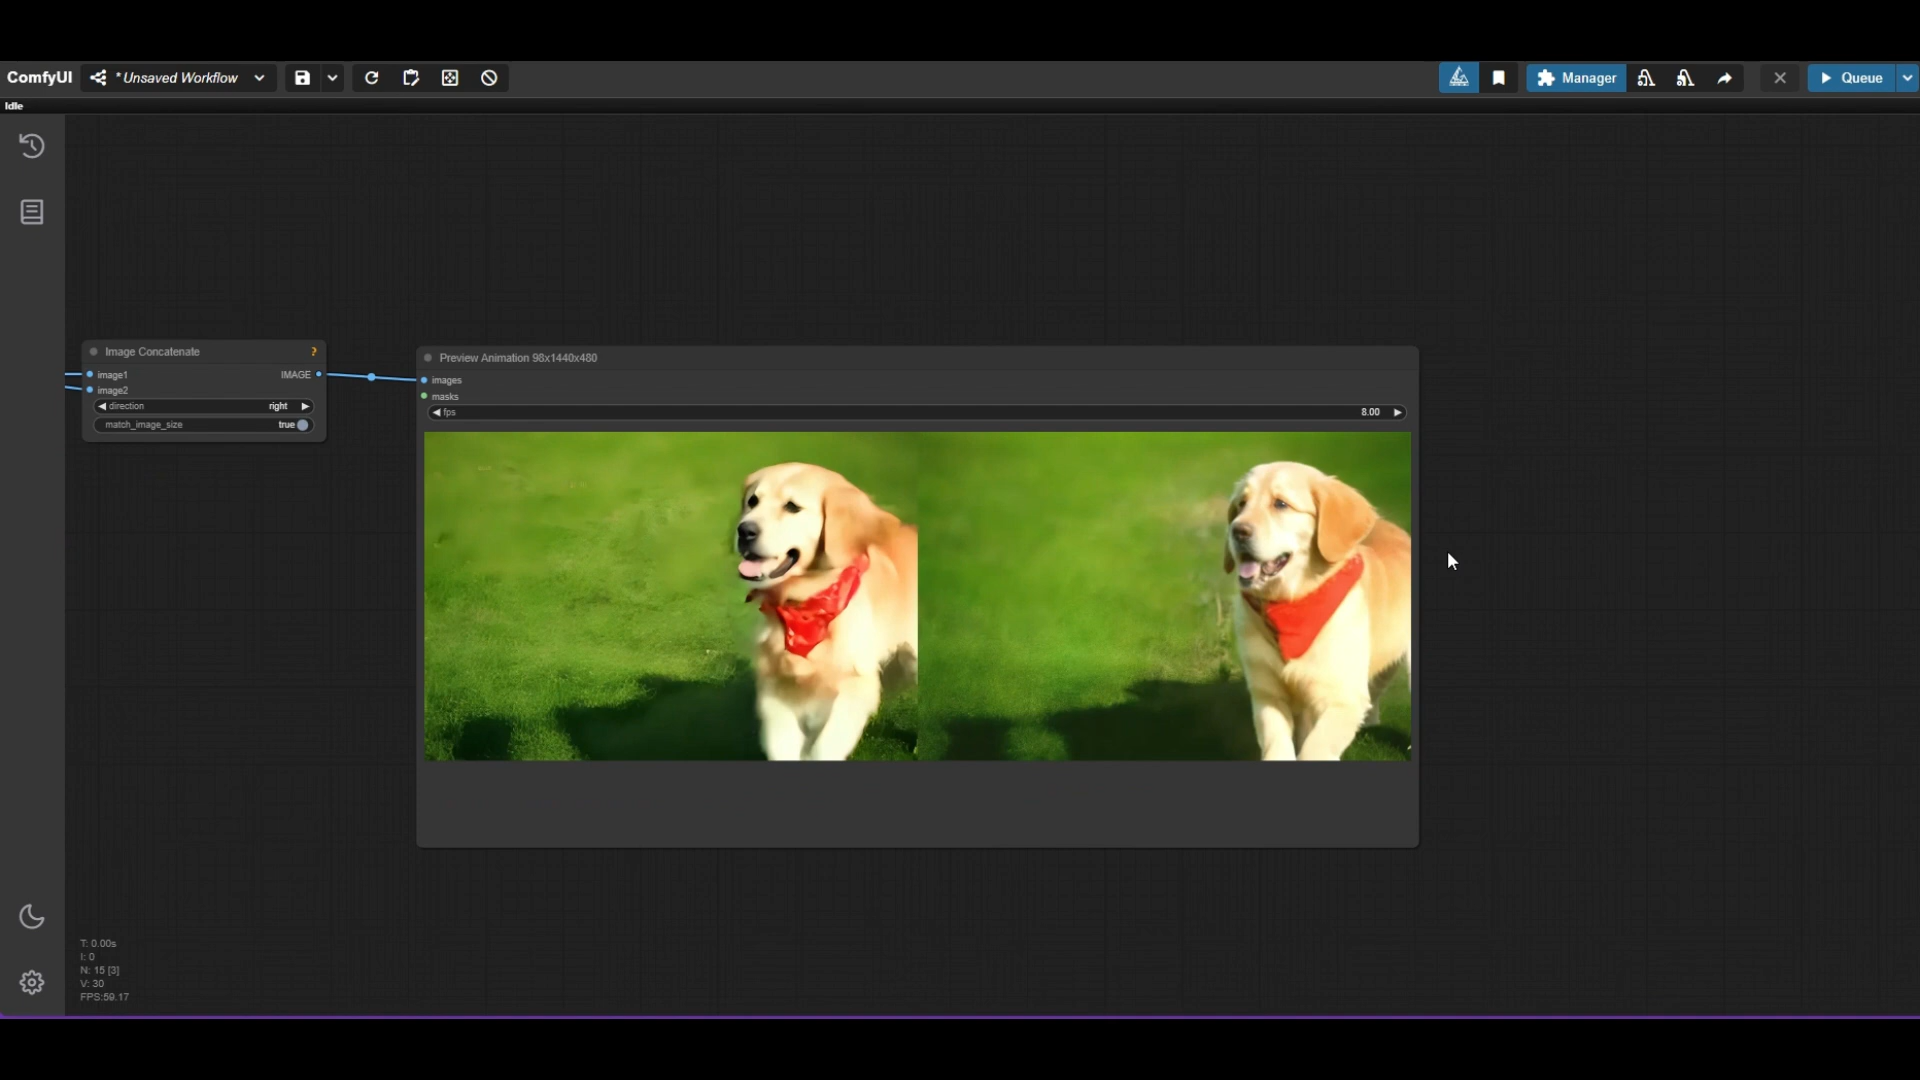 ComfyUI
* Unsaved Workflow
Manager
Queue
Idle
Image Concatenate
?
image1
IMAGE
image2
direction
right
match_image_size
true
Preview Animation 98x1440x480
images
masks
fps
8.00
T: 0.00s
I: 0
N: 15 [3]
V: 30
FPS:59.17